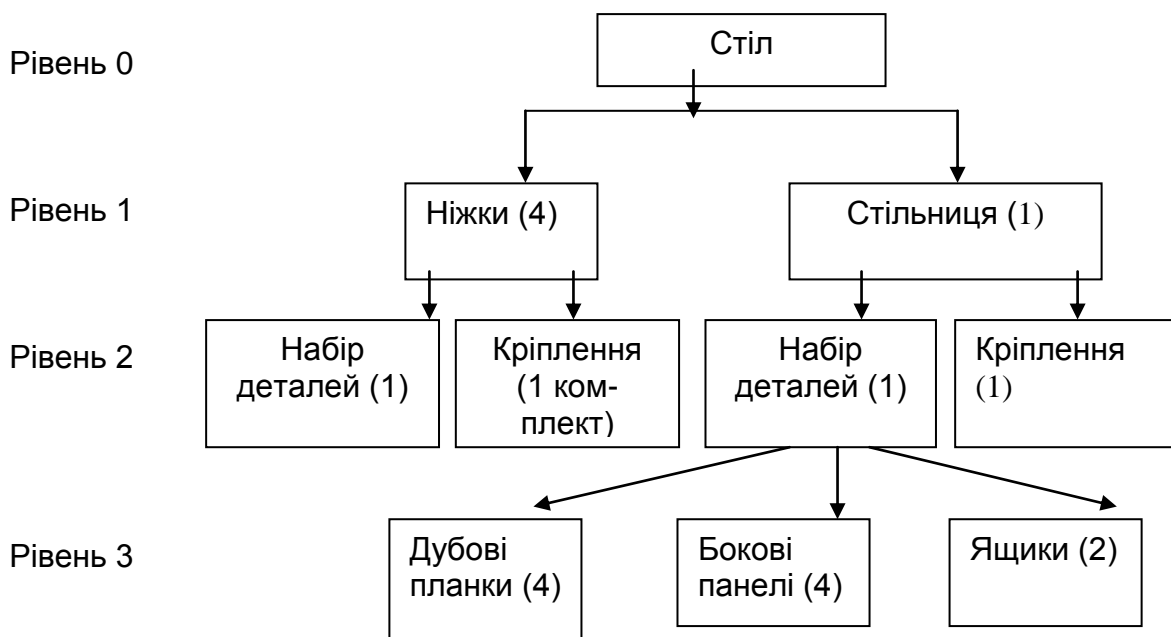 Рівень 0
Стіл
Рівень 1
Ніжки (4)
Стільниця (1)
Рівень 2
Набір
деталей (1)
Кріплення
(1 ком-
плект)
Набір
деталей (1)
Кріплення
(1)
Рівень 3
Дубові
планки (4)
Бокові
панелі (4)
Ящики (2)